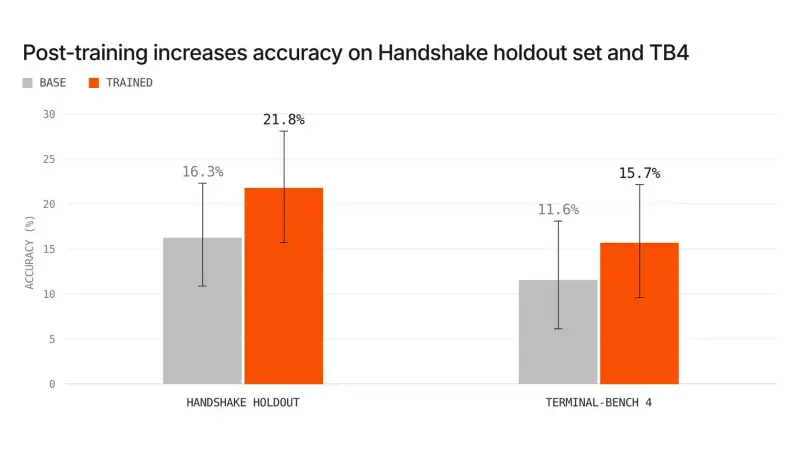 Post-training increases accuracy on Handshake holdout set and TB4
BASE TRAINED
30
25
20
15
10
5
0
ACCURACY (%)
16.3%
21.8%
11.6%
15.7%
HANDSHAKE HOLDOUT
TERMINAL-BENCH 4